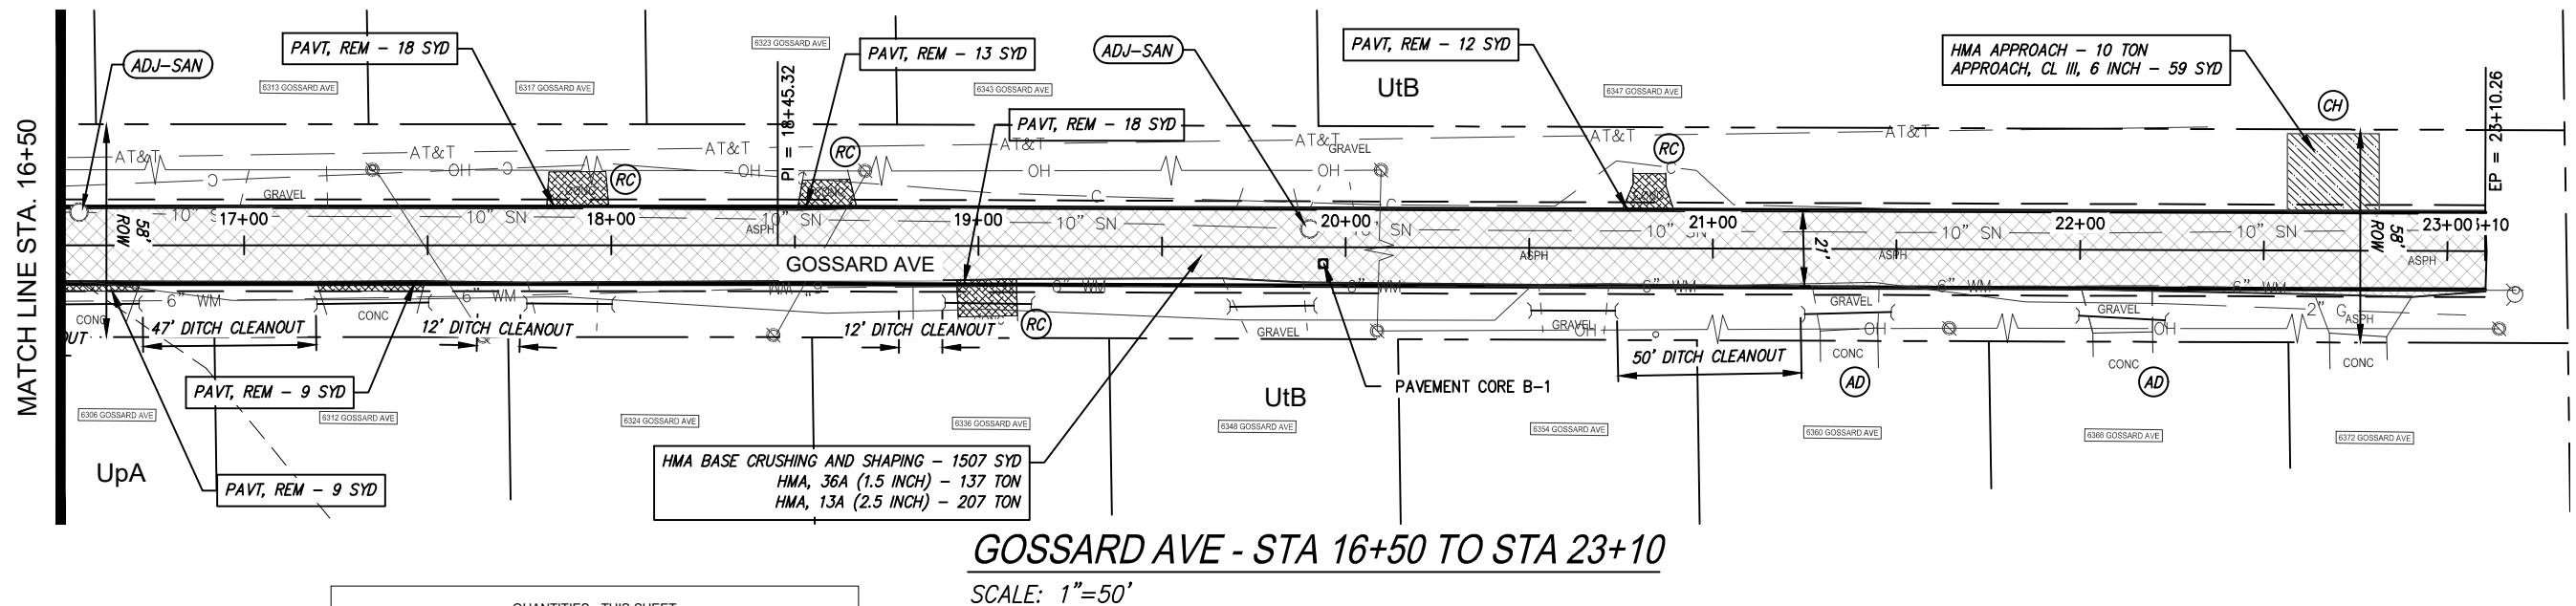 MATCH LINE STA. 16+50
ADJ-SAN
PAVT, REM - 18 SYD
6313 GOSSARD AVE
6317 GOSSARD AVE
6323 GOSSARD AVE
PI = 18+45.32
PAVT, REM - 13 SYD
6343 GOSSARD AVE
ADJ-SAN
PAVT, REM - 18 SYD
PAVT, REM - 12 SYD
UtB
6347 GOSSARD AVE
HMA APPROACH - 10 TON
APPROACH, CL III, 6 INCH - 59 SYD
CH
EP = 23+10.26
AT&T
AT&T
AT&T
AT&T
AT&T
AT&T
AT&T
OH
OH
OH
OH
RC
RC
RC
GRAVEL
GRAVEL
C
C
C
C
C
58'
ROW
10" SN
10" SN
10" SN
10" SN
10" SN
10" SN
17+00
18+00
19+00
20+00
21+00
22+00
23+00
ASPH
ASPH
ASPH
ASPH
GOSSARD AVE
21'
58'
ROW
6" WM
6" WM
6" WM
6" WM
6" WM
2" G
CONC
CONC
47' DITCH CLEANOUT
12' DITCH CLEANOUT
12' DITCH CLEANOUT
RC
GRAVEL
GRAVEL
GRAVEL
GRAVEL
ASPH
OH
OH
OH
50' DITCH CLEANOUT
CONC
CONC
CONC
AD
AD
PAVEMENT CORE B-1
PAVT, REM - 9 SYD
6306 GOSSARD AVE
6312 GOSSARD AVE
6324 GOSSARD AVE
6336 GOSSARD AVE
UtB
6348 GOSSARD AVE
6354 GOSSARD AVE
6360 GOSSARD AVE
6366 GOSSARD AVE
6372 GOSSARD AVE
UpA
PAVT, REM - 9 SYD
HMA BASE CRUSHING AND SHAPING - 1507 SYD
HMA, 36A (1.5 INCH) - 137 TON
HMA, 13A (2.5 INCH) - 207 TON
GOSSARD AVE - STA 16+50 TO STA 23+10
SCALE: 1"=50'